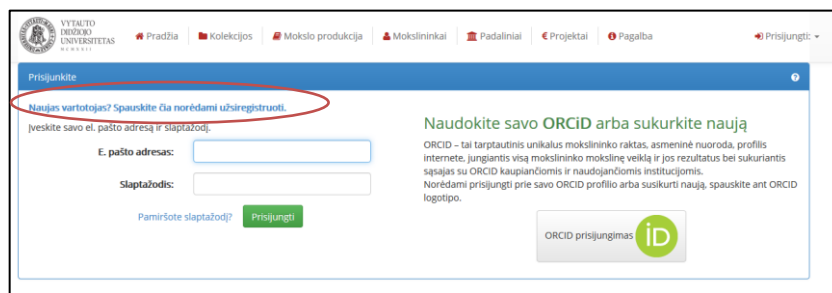 VYTAUTO
DIDŽIOJO
UNIVERSITETAS
MCMXXII
Pradžia Kolekcijos Mokslo produkcija Mokslininkai Padaliniai € Projektai Pagalba Prisijungti:
Prisijunkite
Naujas vartotojas? Spauskite čia norėdami užsiregistruoti.
Įveskite savo el. pašto adresą ir slaptažodį.
E. pašto adresas:
Slaptažodis:
Pamiršote slaptažodį? Prisijungti
Naudokite savo ORCiD arba sukurkite naują
ORCID – tai tarptautinis unikalus mokslininko raktas, asmeninė nuoroda, profilis
internete, jungiantis visą mokslininko mokslinę veiklą ir jos rezultatus bei sukuriantis
sąsajas su ORCID kaupiančiomis ir naudojančiomis institucijomis.
Norėdami prisijungti prie savo ORCID profilio arba susikurti naują, spauskite ant ORCID
logotipo.
ORCID prisijungimas iD